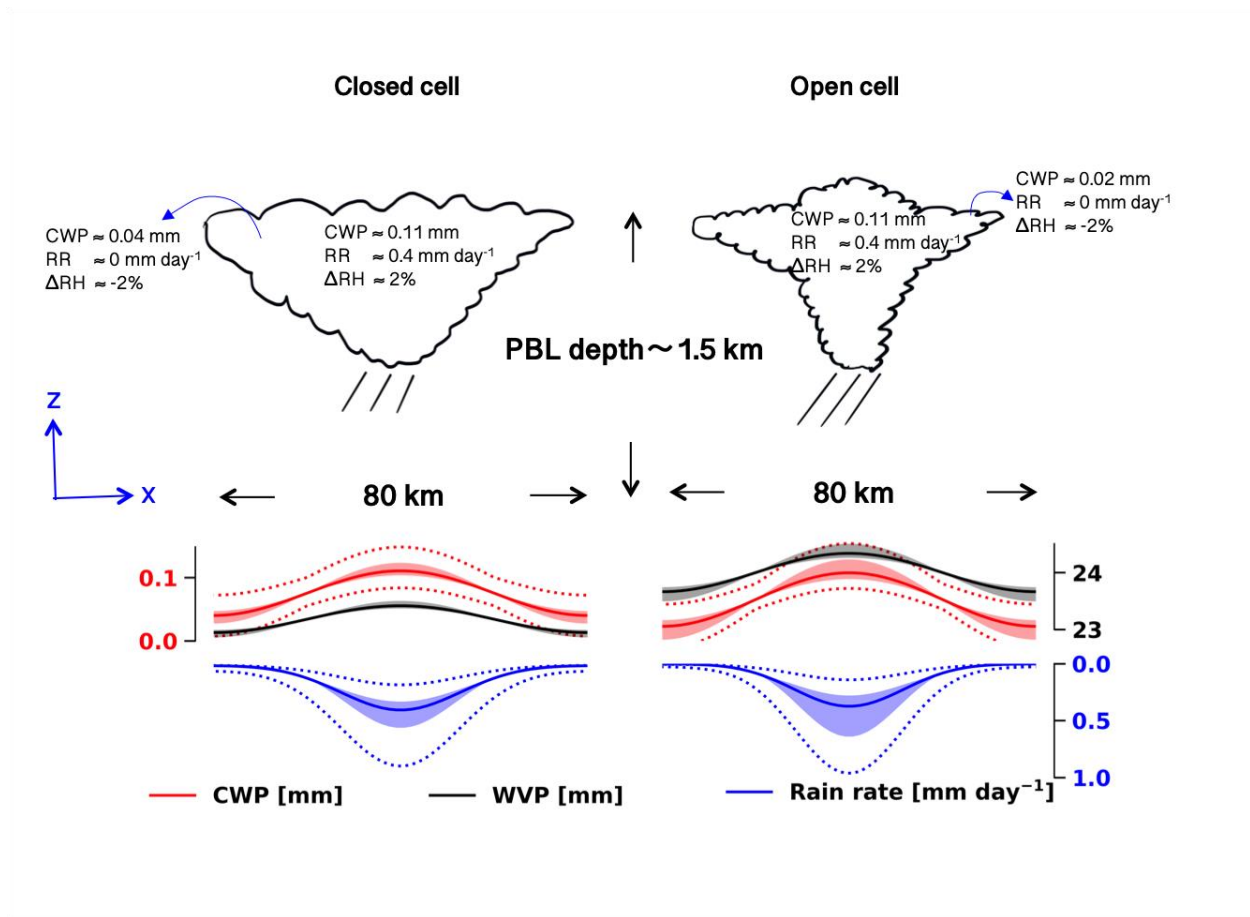 Closed cell
Open cell
CWP ≈ 0.04 mm
RR ≈ 0 mm day⁻¹
ΔRH ≈ -2%
CWP ≈ 0.11 mm
RR ≈ 0.4 mm day⁻¹
ΔRH ≈ 2%
CWP ≈ 0.11 mm
RR ≈ 0.4 mm day⁻¹
ΔRH ≈ 2%
CWP ≈ 0.02 mm
RR ≈ 0 mm day⁻¹
ΔRH ≈ -2%
PBL depth ~ 1.5 km
Z
X
80 km
80 km
0.1
0.0
24
23
0.0
0.5
1.0
CWP [mm]
WVP [mm]
Rain rate [mm day⁻¹]